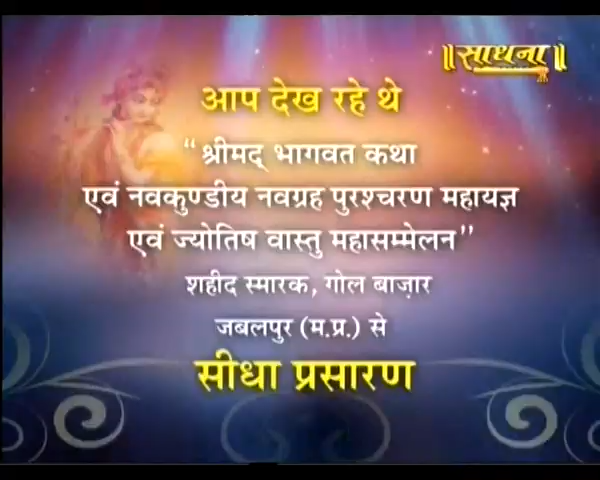 ॥साधना॥
आप देख रहे थे
“श्रीमद् भागवत कथा
एवं नवकुण्डीय नवग्रह पुरश्चरण महायज्ञ
एवं ज्योतिष वास्तु महासम्मेलन”
शहीद स्मारक, गोल बाज़ार
जबलपुर (म.प्र.) से
सीधा प्रसारण